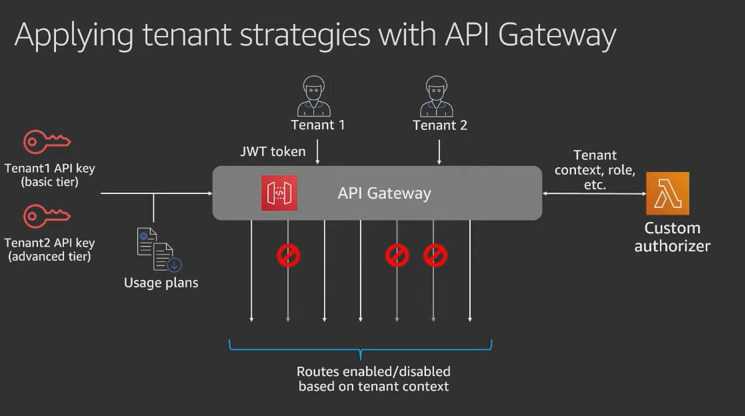 Applying tenant strategies with API Gateway
Tenant 1
Tenant 2
JWT token
Tenant1 API key
(basic tier)
Tenant2 API key
(advanced tier)
Usage plans
API Gateway
Tenant
context, role,
etc.
Custom
authorizer
Routes enabled/disabled
based on tenant context